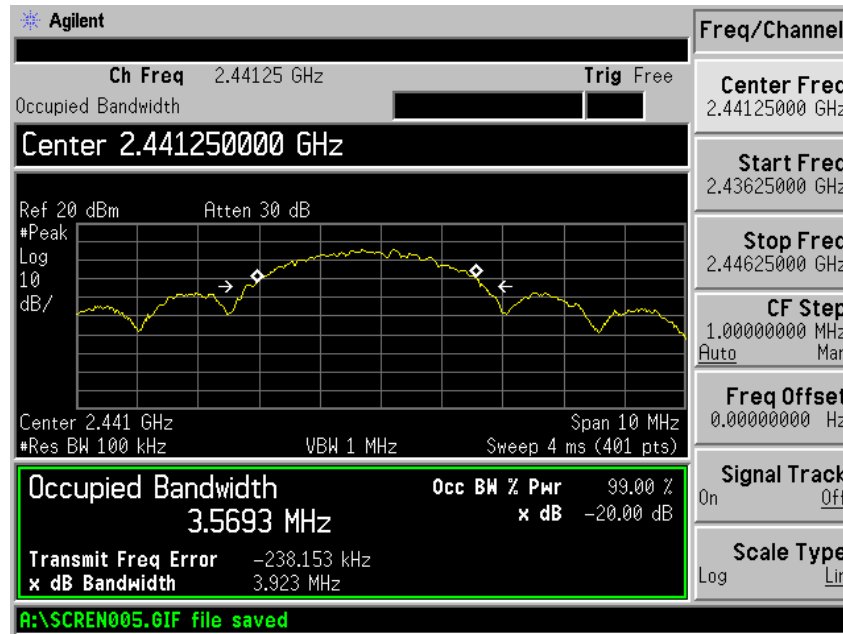 Agilent
Freq/Channel
Ch Freq 2.44125 GHz Trig Free
Occupied Bandwidth
Center 2.441250000 GHz
Ref 20 dBm Atten 30 dB
#Peak
Log
10
dB/
Center 2.441 GHz Span 10 MHz
#Res BW 100 kHz VBW 1 MHz Sweep 4 ms (401 pts)
Occupied Bandwidth
3.5693 MHz
Occ BW % Pwr 99.00 %
x dB -20.00 dB
Transmit Freq Error -238.153 kHz
x dB Bandwidth 3.923 MHz
A:\SCREN005.GIF file saved
Center Freq
2.44125000 GHz
Start Freq
2.43625000 GHz
Stop Freq
2.44625000 GHz
CF Step
1.00000000 MHz
Auto Man
Freq Offset
0.00000000 Hz
Signal Track
On Off
Scale Type
Log Lin